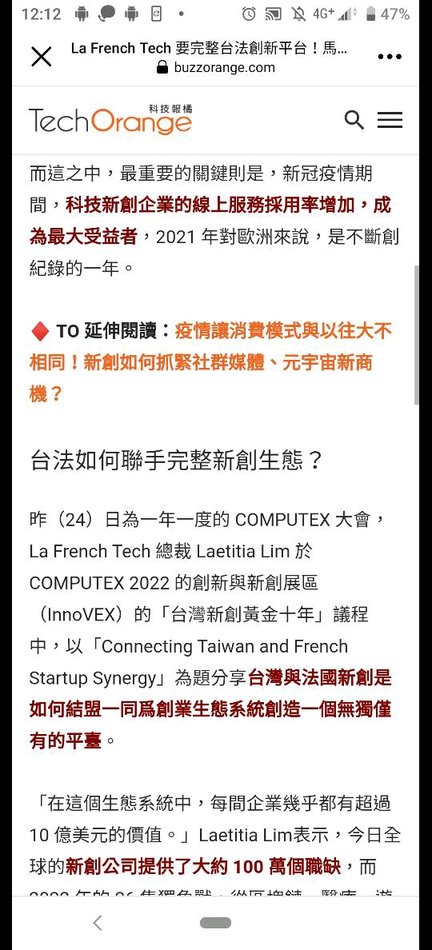 12:12 4G+ 47%
La French Tech 要完整台法創新平台！馬...
buzzorange.com
科技報橘
TechOrange
而這之中，最重要的關鍵則是，新冠疫情期
間，科技新創企業的線上服務採用率增加，成
為最大受益者，2021 年對歐洲來說，是不斷創
紀錄的一年。
TO 延伸閱讀：疫情讓消費模式與以往大不
相同！新創如何抓緊社群媒體、元宇宙新商
機？
台法如何聯手完整新創生態？
昨（24）日為一年一度的 COMPUTEX 大會，
La French Tech 總裁 Laetitia Lim 於
COMPUTEX 2022 的創新與新創展區
（InnoVEX）的「台灣新創黃金十年」議程
中，以「Connecting Taiwan and French
Startup Synergy」為題分享台灣與法國新創是
如何結盟一同爲創業生態系統創造一個無獨僅
有的平臺。
「在這個生態系統中，每間企業幾乎都有超過
10 億美元的價值。」Laetitia Lim表示，今日全
球的新創公司提供了大約 100 萬個職缺，而